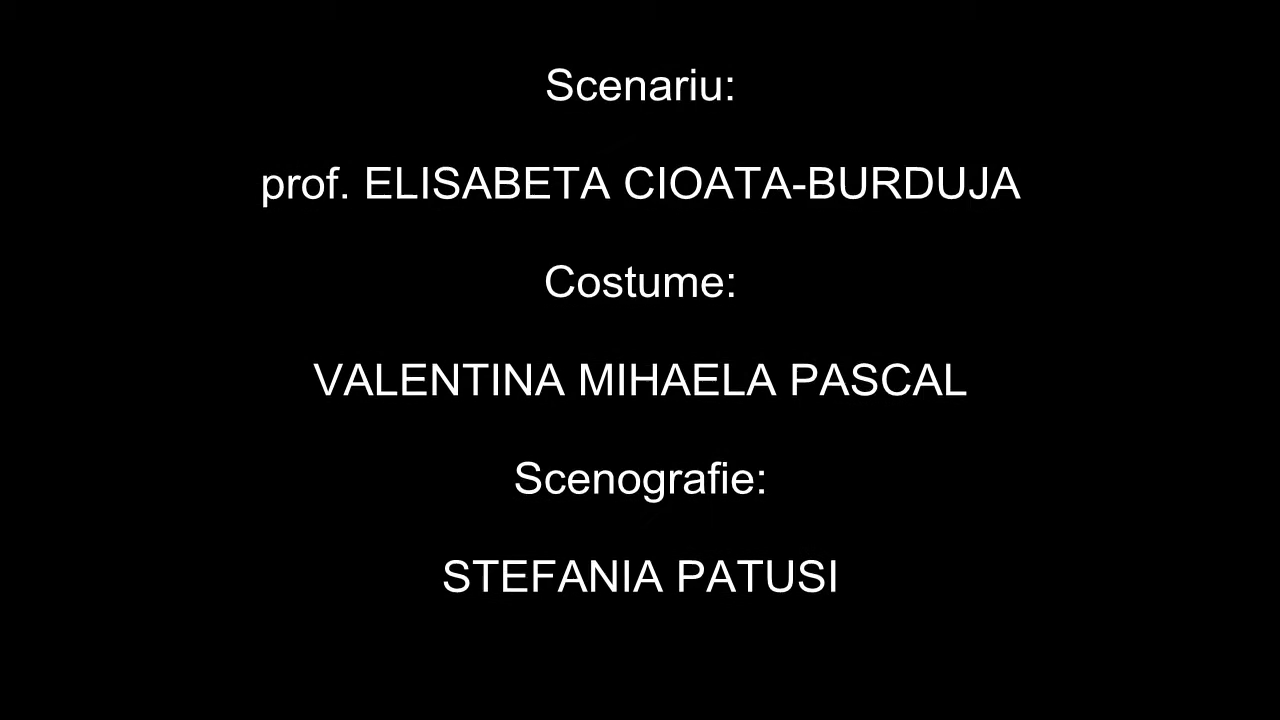 Scenariu:
prof. ELISABETA CIOATA-BURDUJA
Costume:
VALENTINA MIHAELA PASCAL
Scenografie:
STEFANIA PATUSI